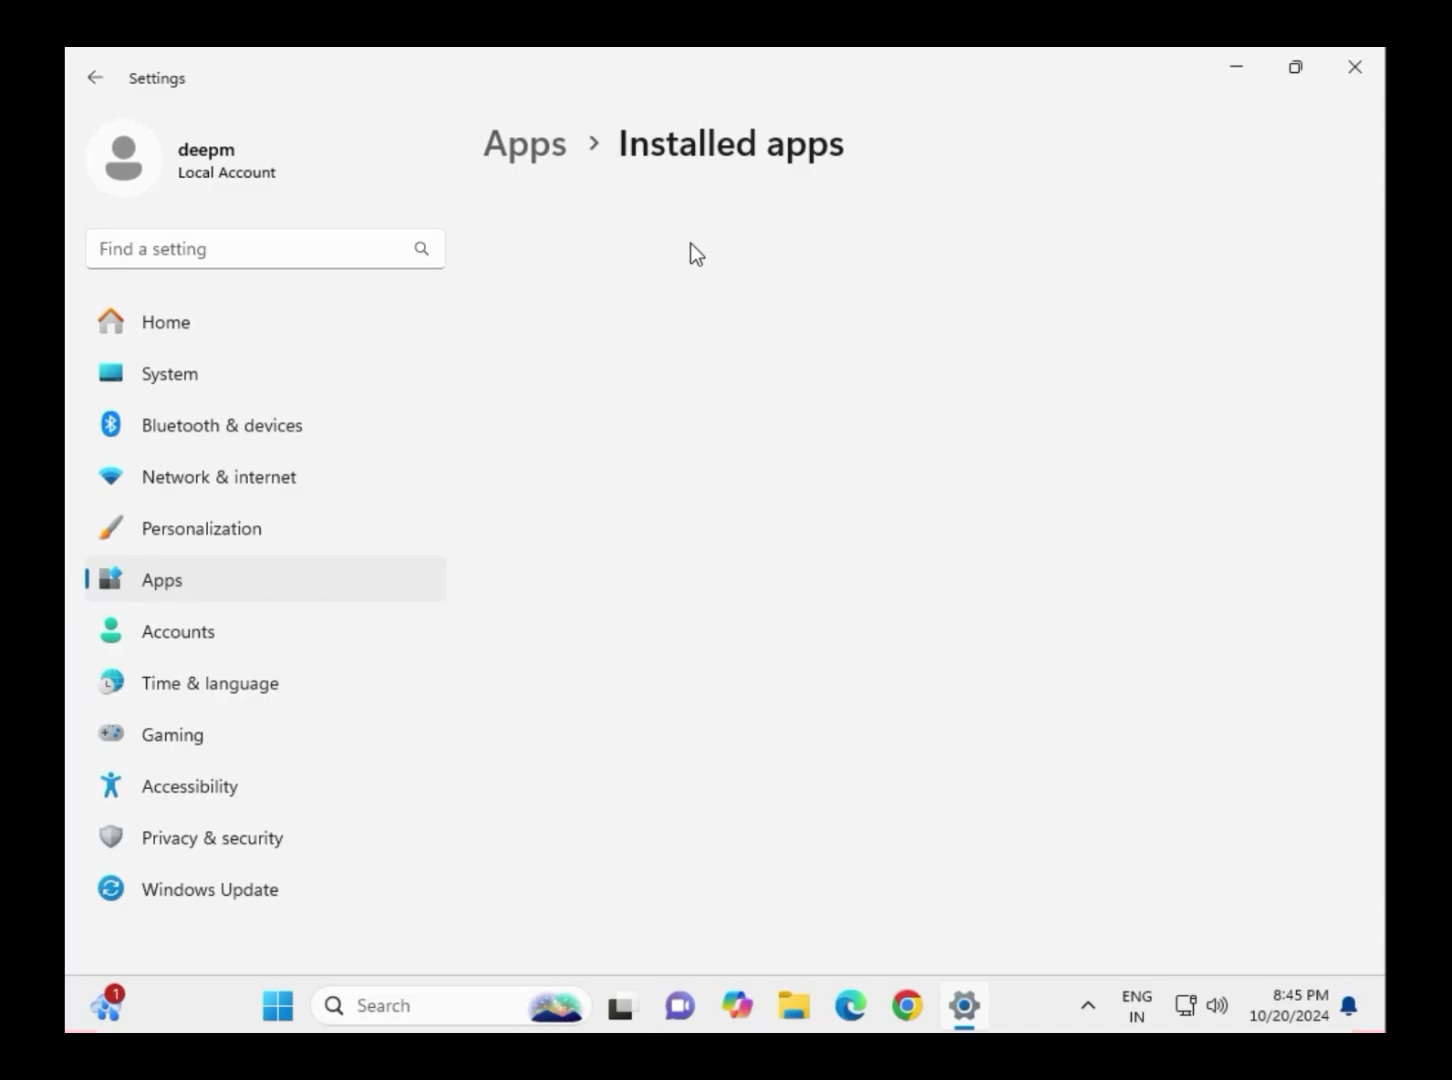 Settings
deepm
Local Account
Apps > Installed apps
Find a setting
Home
System
Bluetooth & devices
Network & internet
Personalization
Apps
Accounts
Time & language
Gaming
Accessibility
Privacy & security
Windows Update
1
Search
ENG
IN
8:45 PM
10/20/2024